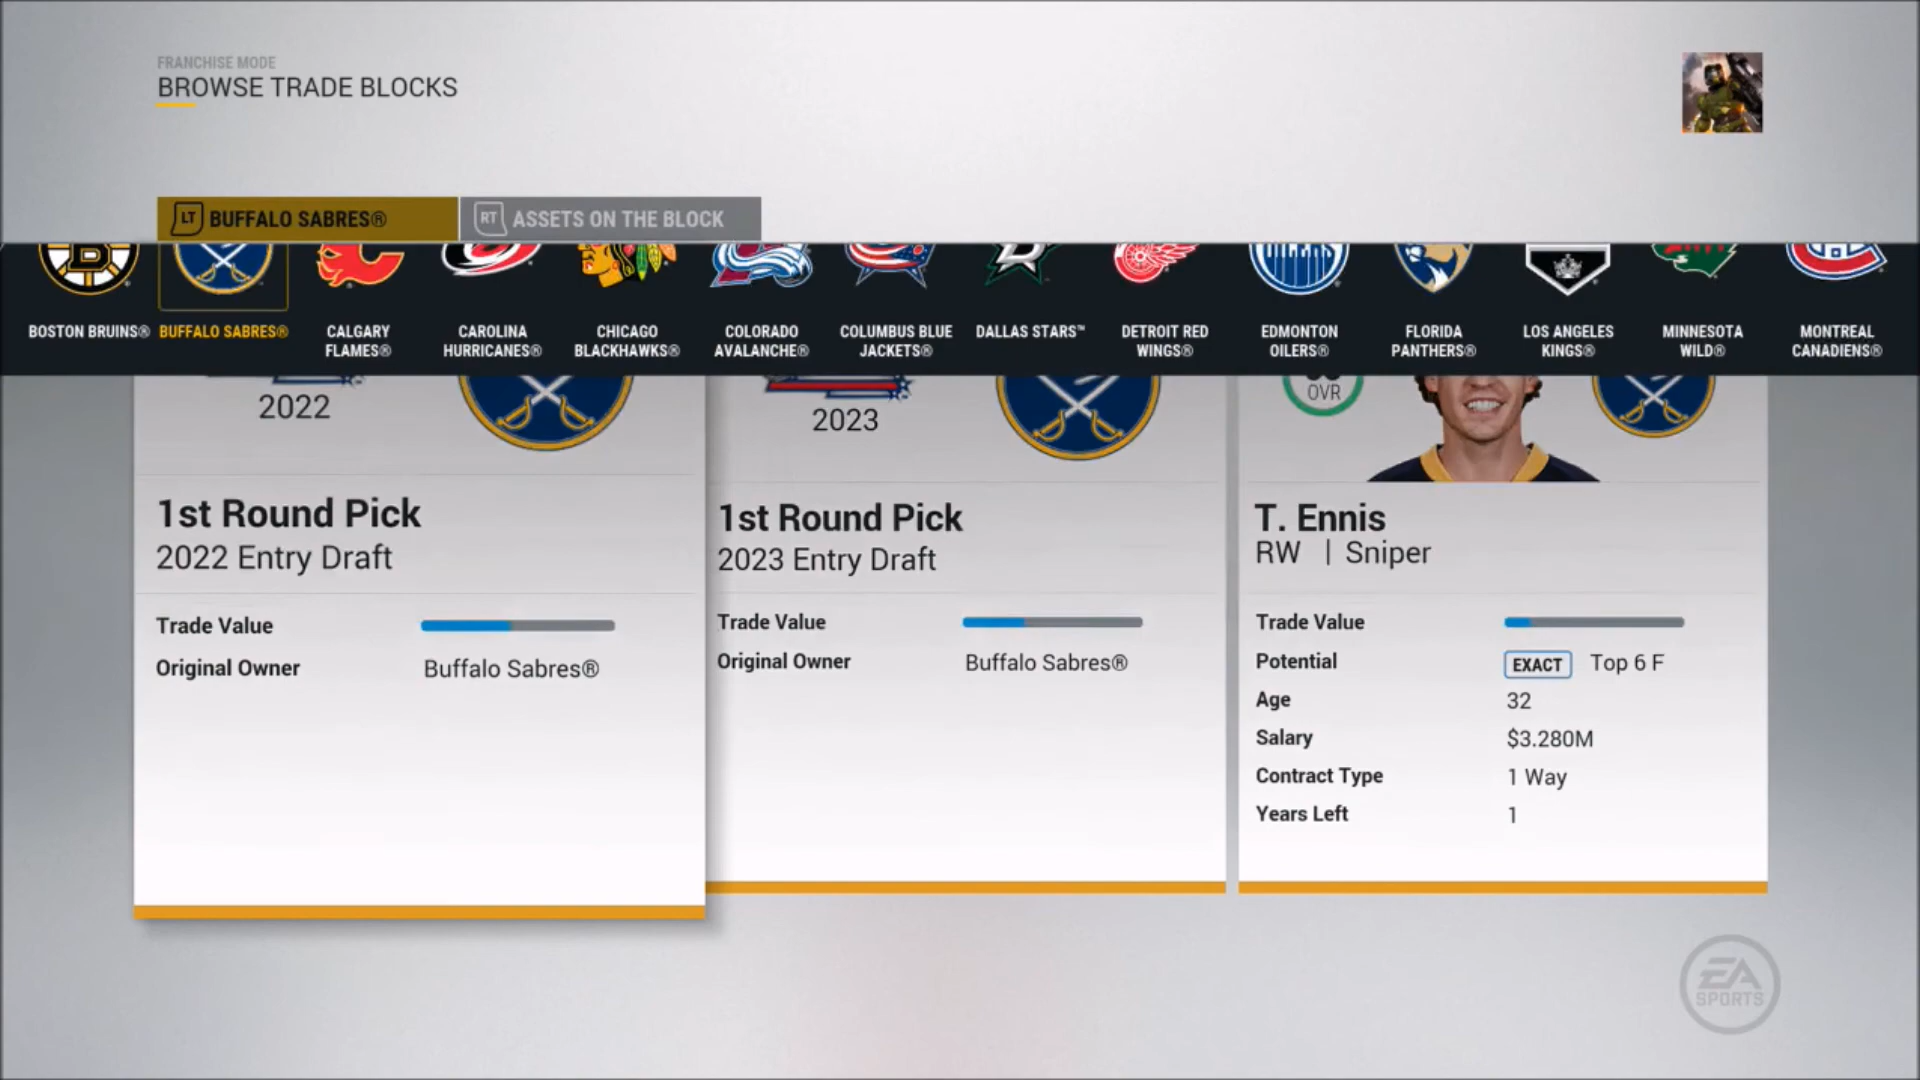 FRANCHISE MODE
BROWSE TRADE BLOCKS
LT BUFFALO SABRES®
RT ASSETS ON THE BLOCK
BOSTON BRUINS®
BUFFALO SABRES®
CALGARY
FLAMES®
CAROLINA
HURRICANES®
CHICAGO
BLACKHAWKS®
COLORADO
AVALANCHE®
COLUMBUS BLUE
JACKETS®
DALLAS STARS™
DETROIT RED
WINGS®
EDMONTON
OILERS®
FLORIDA
PANTHERS®
LOS ANGELES
KINGS®
MINNESOTA
WILD®
MONTREAL
CANADIENS®
2022
1st Round Pick
2022 Entry Draft
Trade Value
Original Owner Buffalo Sabres®
2023
1st Round Pick
2023 Entry Draft
Trade Value
Original Owner Buffalo Sabres®
OVR
T. Ennis
RW | Sniper
Trade Value
Potential EXACT Top 6 F
Age 32
Salary $3.280M
Contract Type 1 Way
Years Left 1
EA
SPORTS